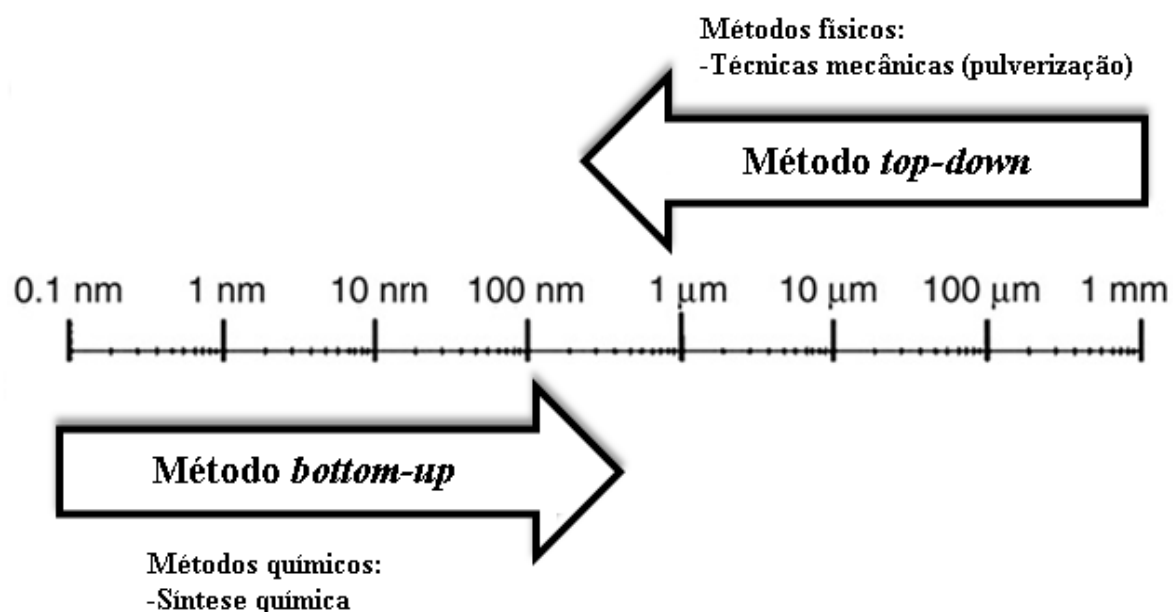 Métodos físicos:
-Técnicas mecânicas (pulverização)
Método top-down
0.1 nm 1 nm 10 nm 100 nm 1 μm 10 μm 100 μm 1 mm
Método bottom-up
Métodos químicos:
-Síntese química